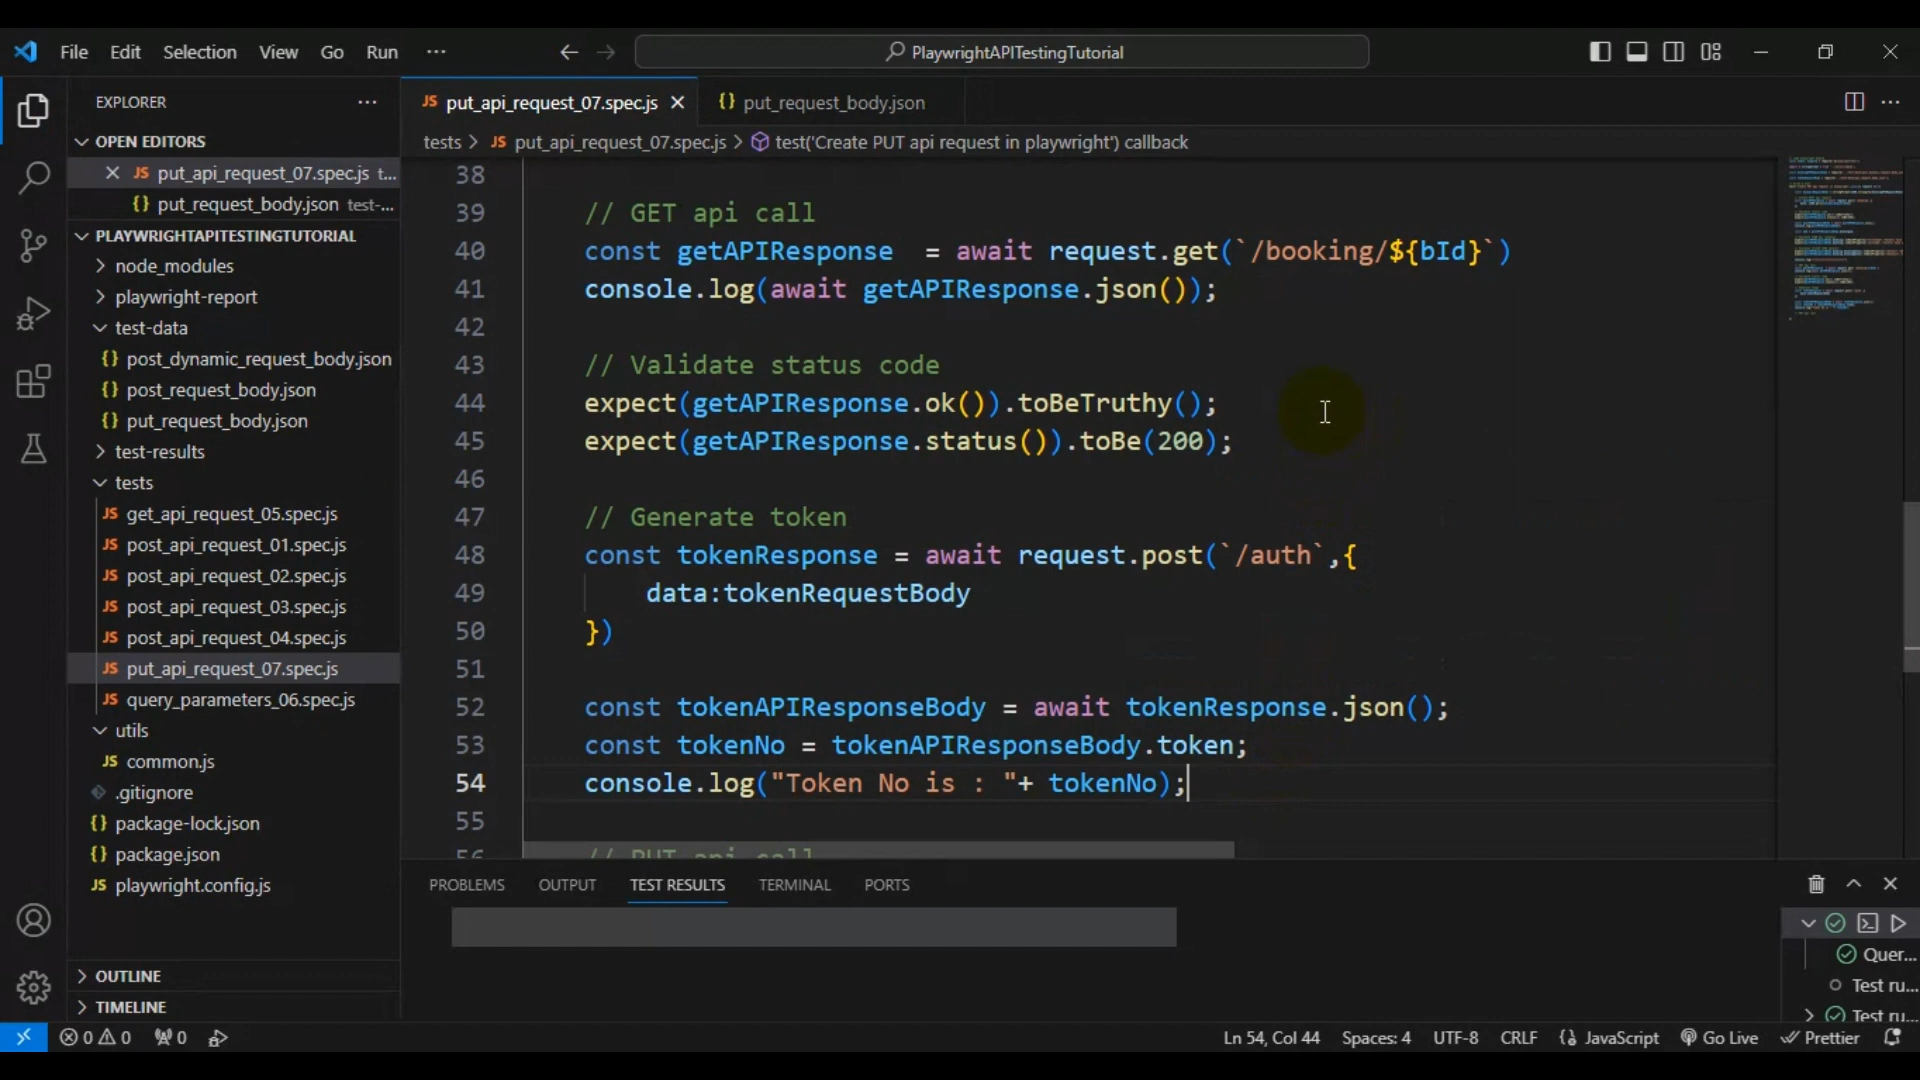 File Edit Selection View Go Run ··· PlaywrightAPITestingTutorial
EXPLORER ···
OPEN EDITORS
JS put_api_request_07.spec.js t...
{} put_request_body.json test-...
PLAYWRIGHTAPITESTINGTUTORIAL
node_modules
playwright-report
test-data
{} post_dynamic_request_body.json
{} post_request_body.json
{} put_request_body.json
test-results
tests
JS get_api_request_05.spec.js
JS post_api_request_01.spec.js
JS post_api_request_02.spec.js
JS post_api_request_03.spec.js
JS post_api_request_04.spec.js
JS put_api_request_07.spec.js
JS query_parameters_06.spec.js
utils
JS common.js
.gitignore
{} package-lock.json
{} package.json
JS playwright.config.js
OUTLINE
TIMELINE
JS put_api_request_07.spec.js {} put_request_body.json
tests > JS put_api_request_07.spec.js > test('Create PUT api request in playwright') callback
38
39 // GET api call
40 const getAPIResponse  = await request.get(`/booking/${bId}`)
41 console.log(await getAPIResponse.json());
42
43 // Validate status code
44 expect(getAPIResponse.ok()).toBeTruthy();
45 expect(getAPIResponse.status()).toBe(200);
46
47 // Generate token
48 const tokenResponse = await request.post(`/auth`,{
49 data:tokenRequestBody
50 })
51
52 const tokenAPIResponseBody = await tokenResponse.json();
53 const tokenNo = tokenAPIResponseBody.token;
54 console.log("Token No is : "+ tokenNo);
55
56 // PUT api call
PROBLEMS OUTPUT TEST RESULTS TERMINAL PORTS
Quer...
Test ru...
Test ru...
0 0 0 Ln 54, Col 44 Spaces: 4 UTF-8 CRLF {} JavaScript Go Live Prettier